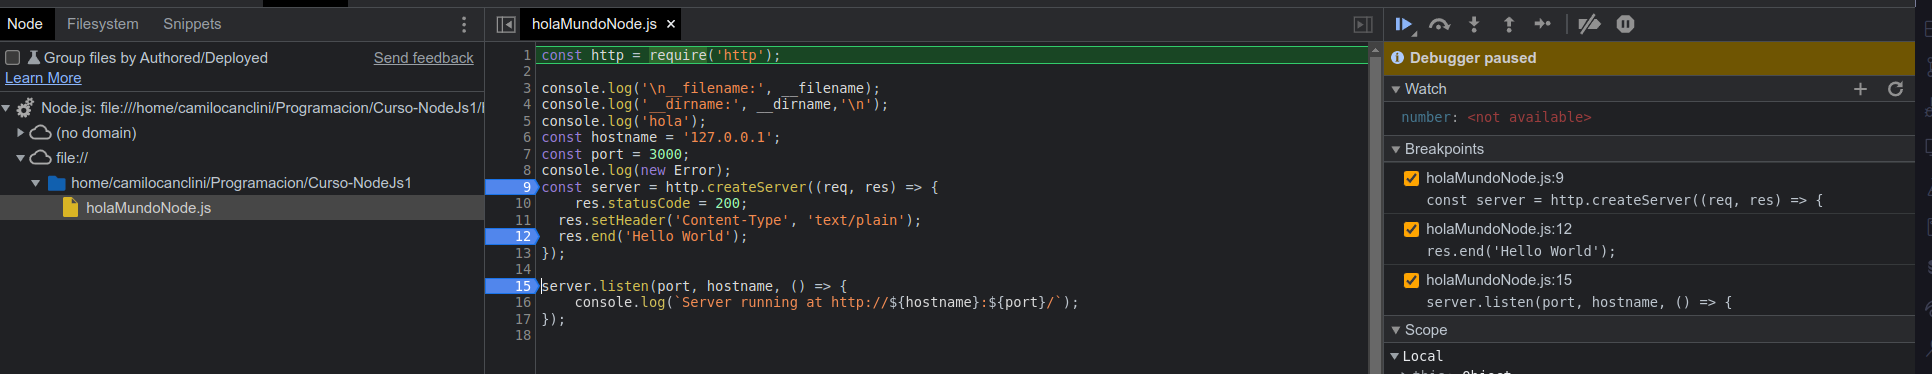 Node Filesystem Snippets
Group files by Authored/Deployed Send feedback
Learn More
Node.js: file:///home/camilocanclini/Programacion/Curso-NodeJs1/
(no domain)
file://
home/camilocanclini/Programacion/Curso-NodeJs1
holaMundoNode.js
holaMundoNode.js ×
1 const http = require('http');
2
3 console.log('\n__filename:', __filename);
4 console.log('__dirname:', __dirname,'\n');
5 console.log('hola');
6 const hostname = '127.0.0.1';
7 const port = 3000;
8 console.log(new Error);
9 const server = http.createServer((req, res) => {
10     res.statusCode = 200;
11   res.setHeader('Content-Type', 'text/plain');
12   res.end('Hello World');
13 });
14
15 server.listen(port, hostname, () => {
16     console.log(`Server running at http://${hostname}:${port}/`);
17 });
18
Debugger paused
Watch
number: <not available>
Breakpoints
holaMundoNode.js:9
const server = http.createServer((req, res) => {
holaMundoNode.js:12
res.end('Hello World');
holaMundoNode.js:15
server.listen(port, hostname, () => {
Scope
Local
this: Object